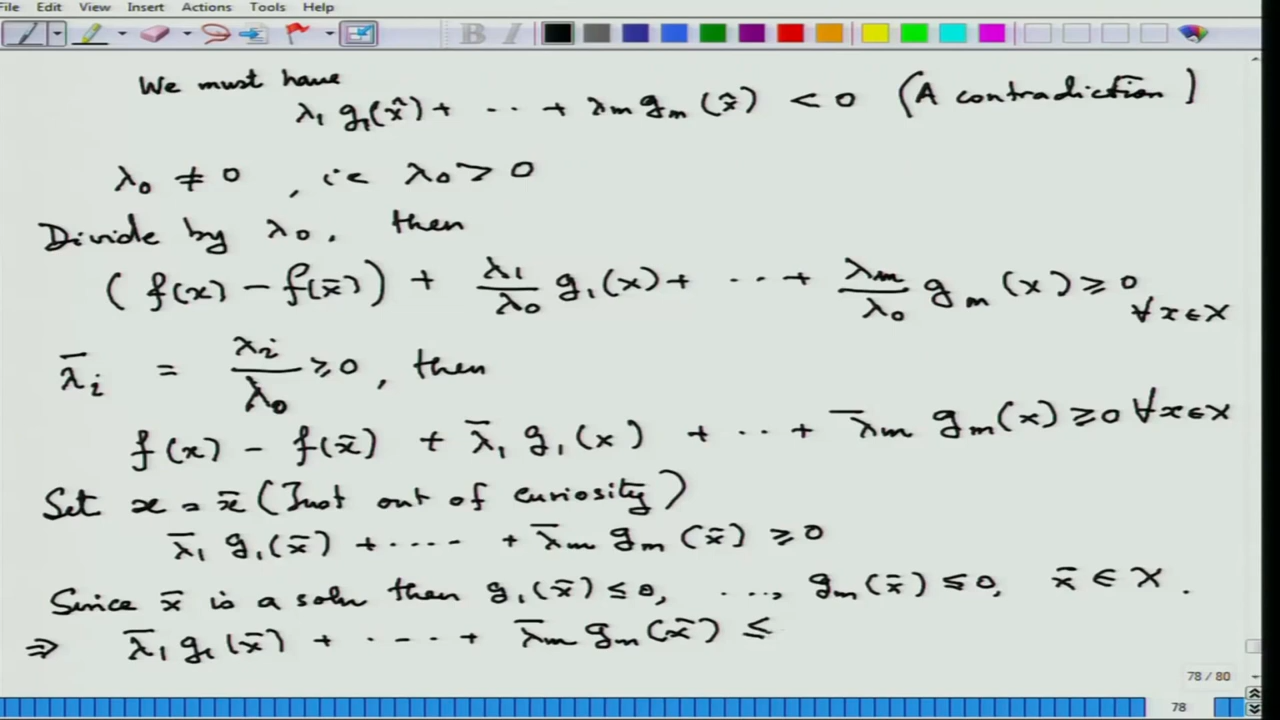 File Edit View Insert Actions Tools Help
B I
We must have
λ₁ g₁(x̂) + ... + λₘ gₘ(x̂) < 0 (A contradiction)
λ₀ ≠ 0, ie λ₀ > 0
Divide by λ₀, then
(f(x) - f(x̄)) + λ₁/λ₀ g₁(x) + ... + λₘ/λ₀ gₘ(x) ≥ 0
∀ x ∈ X
λ̄ᵢ = λᵢ/λ₀ ≥ 0, then
f(x) - f(x̄) + λ̄₁ g₁(x) + ... + λ̄ₘ gₘ(x) ≥ 0 ∀ x ∈ X
Set x = x̄ (Just out of curiosity)
λ̄₁ g₁(x̄) + .... + λ̄ₘ gₘ(x̄) ≥ 0
Since x̄ is a soln then g₁(x̄) ≤ 0, ..., gₘ(x̄) ≤ 0, x̄ ∈ X.
⇒ λ̄₁ g₁(x̄) + .... + λ̄ₘ gₘ(x̄) ≤
78 / 80
78